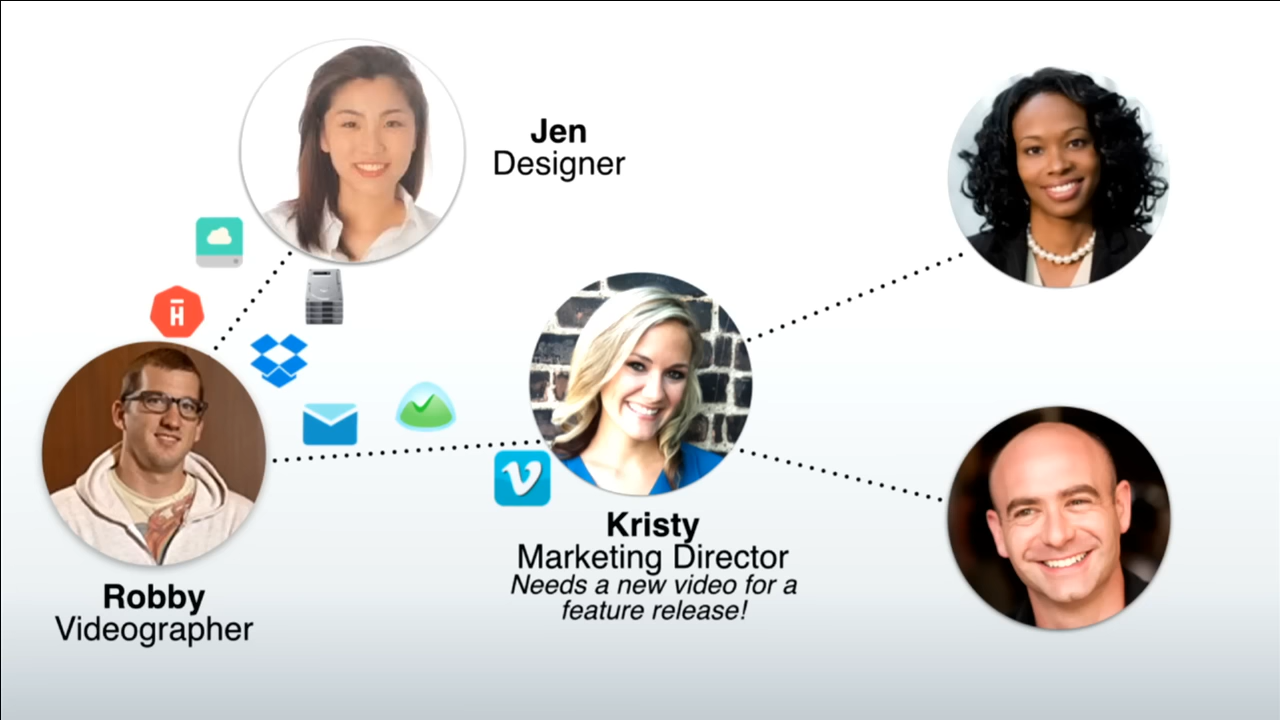 Jen
Designer
H
Kristy
Marketing Director
Needs a new video for a
feature release!
Robby
Videographer